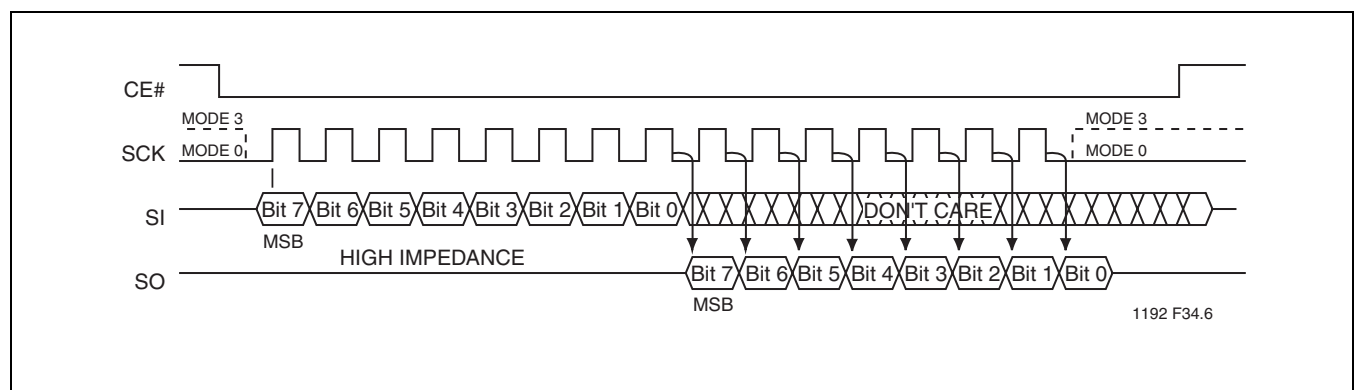 CE#
MODE 3
MODE 3
SCK
MODE 0
MODE 0
SI
Bit 7 Bit 6 Bit 5 Bit 4 Bit 3 Bit 2 Bit 1 Bit 0
DON'T CARE
MSB
HIGH IMPEDANCE
SO
Bit 7 Bit 6 Bit 5 Bit 4 Bit 3 Bit 2 Bit 1 Bit 0
MSB
1192 F34.6